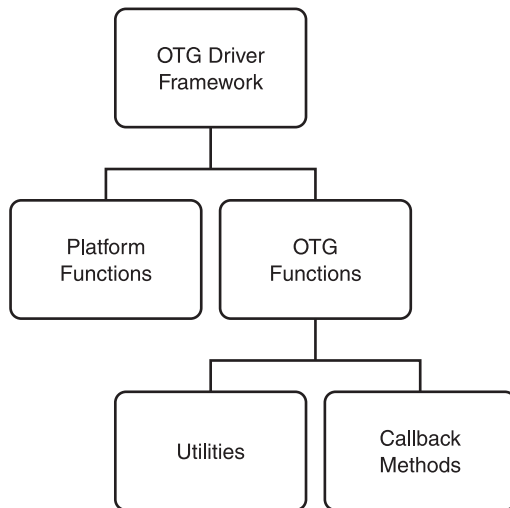 OTG Driver
Framework
Platform
Functions
OTG
Functions
Utilities
Callback
Methods